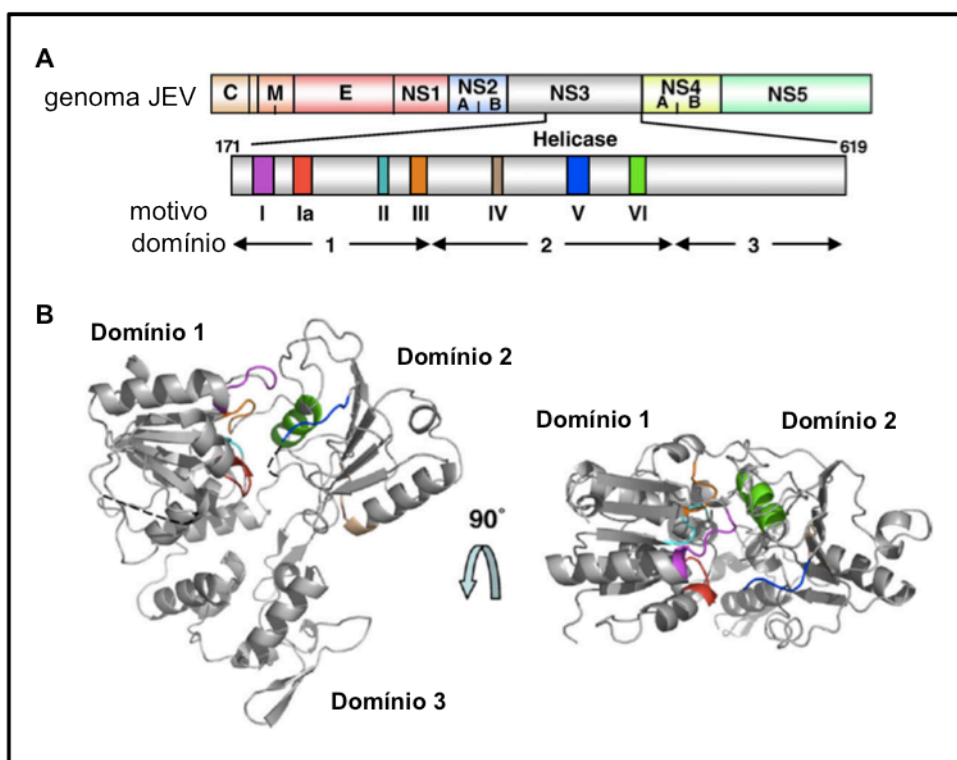 A
genoma JEV
C M E NS1 NS2 A B NS3 NS4 A B NS5
171 Helicase 619
I Ia II III IV V VI
motivo
domínio 1 2 3
B
Domínio 1
Domínio 2
Domínio 1
Domínio 2
90°
Domínio 3